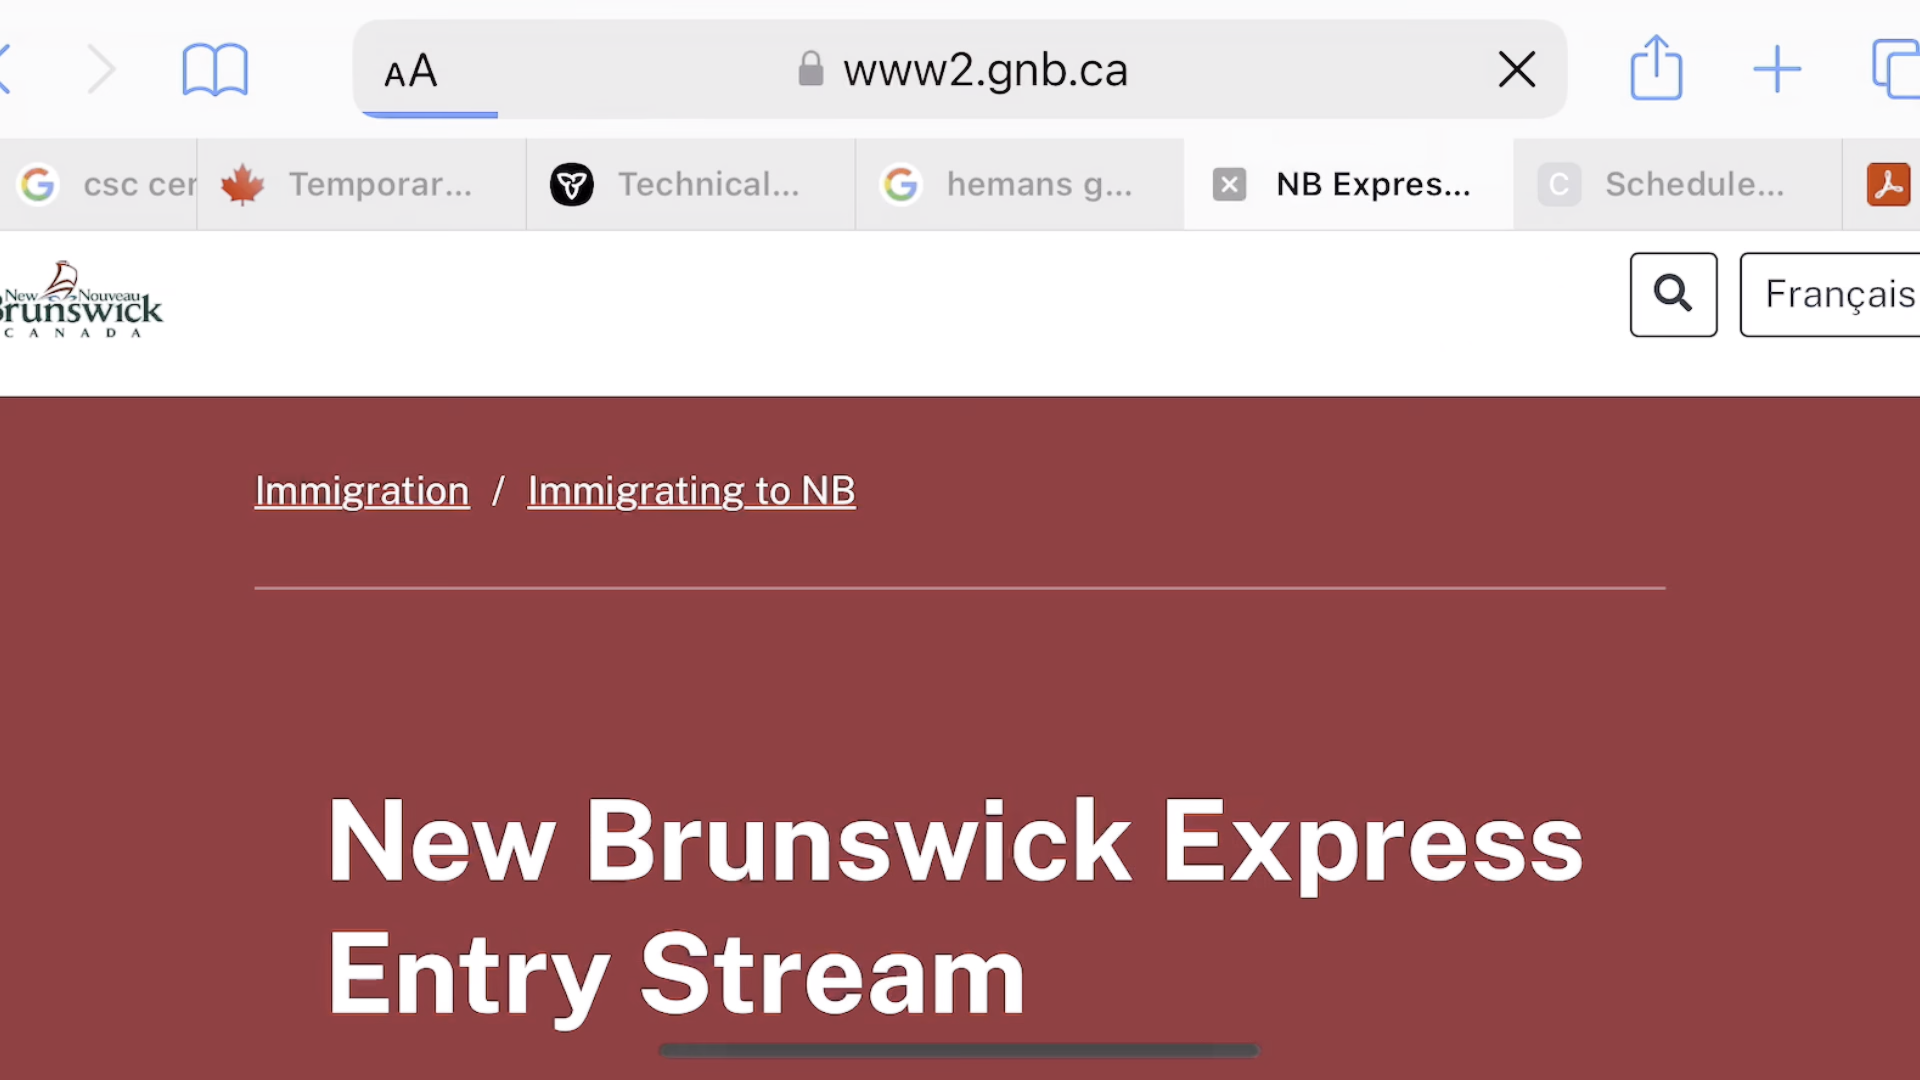 AA
www2.gnb.ca
csc cer
Temporar...
Technical...
hemans g...
NB Expres...
C
Schedule...
New Nouveau
Brunswick
CANADA
Français
Immigration / Immigrating to NB
New Brunswick Express
Entry Stream